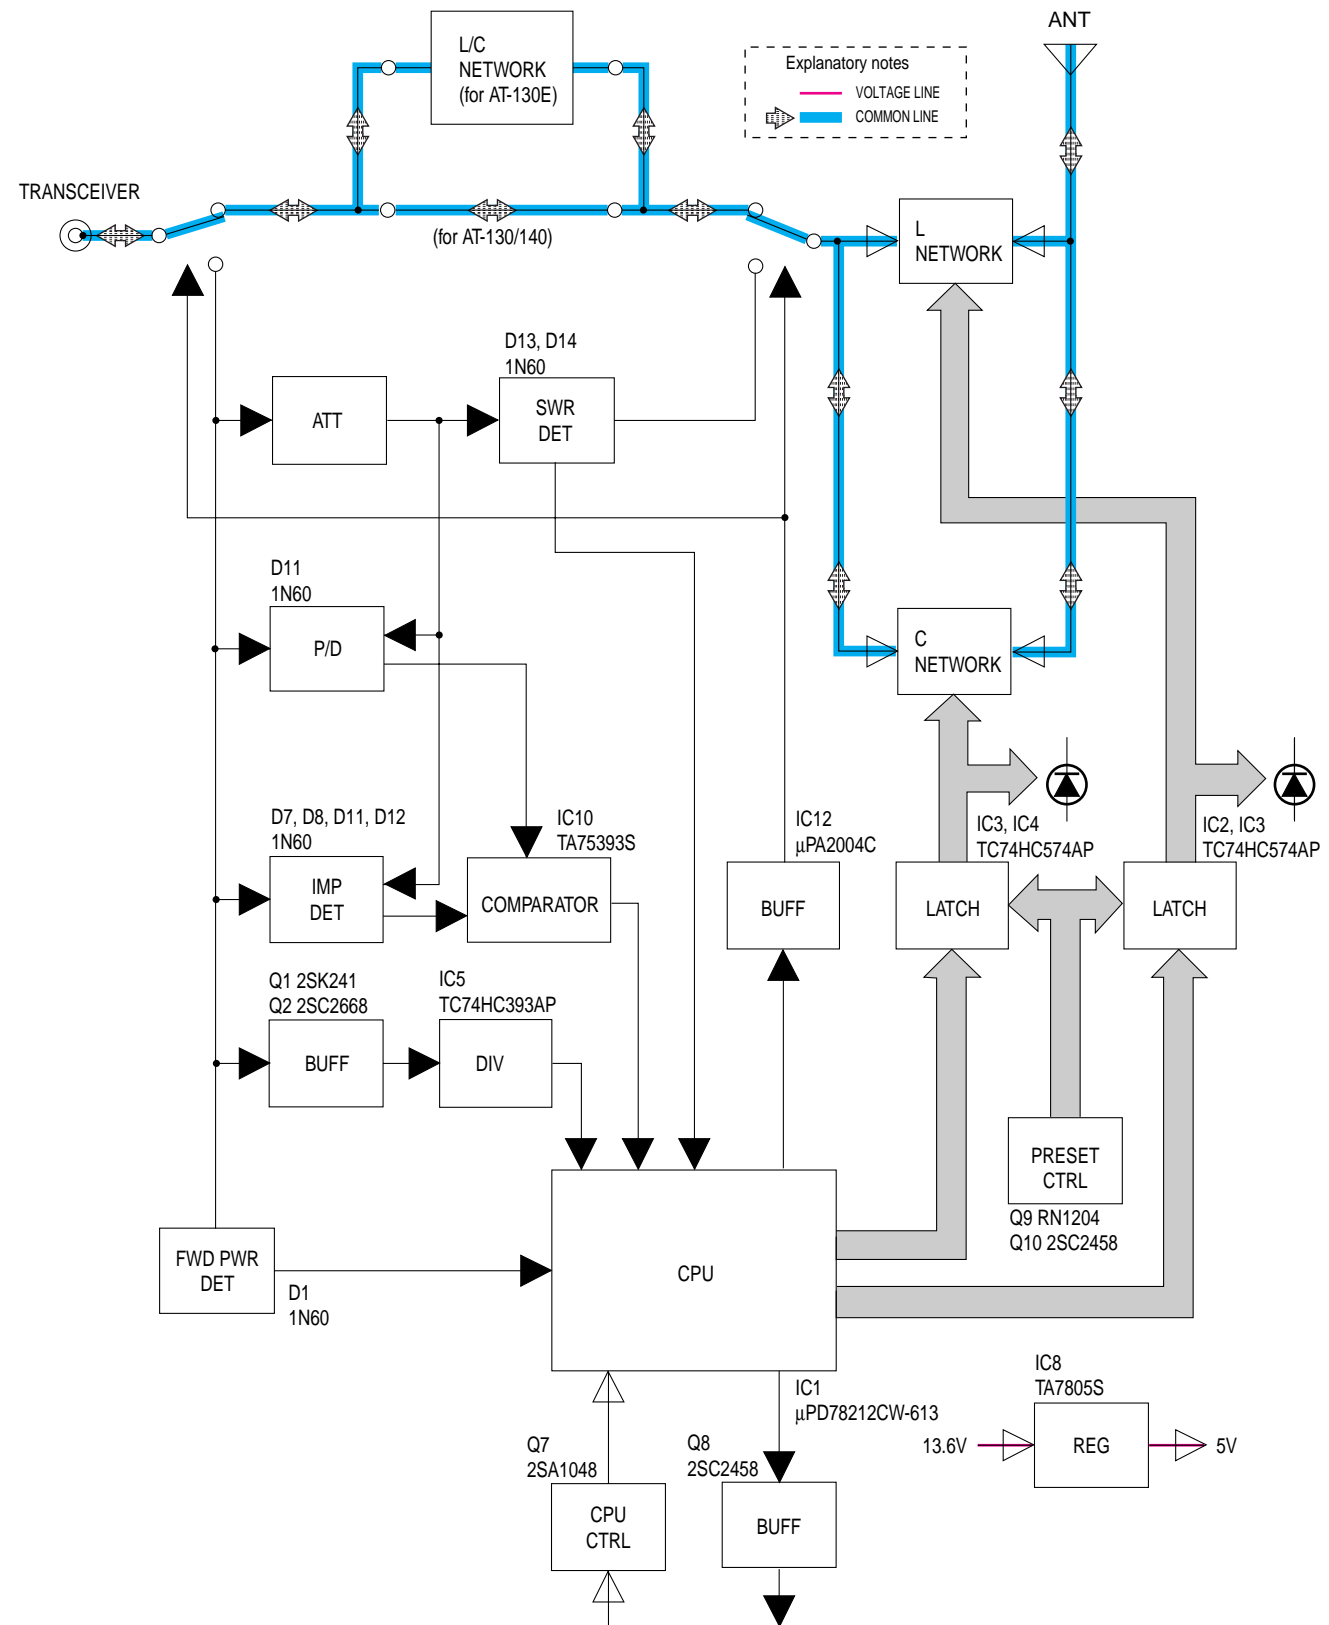 ANT
L/C
NETWORK
(for AT-130E)
Explanatory notes
VOLTAGE LINE
COMMON LINE
TRANSCEIVER
(for AT-130/140)
L
NETWORK
D13, D14
1N60
ATT
SWR
DET
D11
1N60
P/D
C
NETWORK
D7, D8, D11, D12
1N60
IMP
DET
IC10
TA75393S
COMPARATOR
IC12
µPA2004C
BUFF
IC3, IC4
TC74HC574AP
LATCH
IC2, IC3
TC74HC574AP
LATCH
Q1 2SK241
Q2 2SC2668
BUFF
IC5
TC74HC393AP
DIV
PRESET
CTRL
Q9 RN1204
Q10 2SC2458
FWD PWR
DET
D1
1N60
CPU
IC1
µPD78212CW-613
IC8
TA7805S
13.6V
REG
5V
Q7
2SA1048
CPU
CTRL
Q8
2SC2458
BUFF